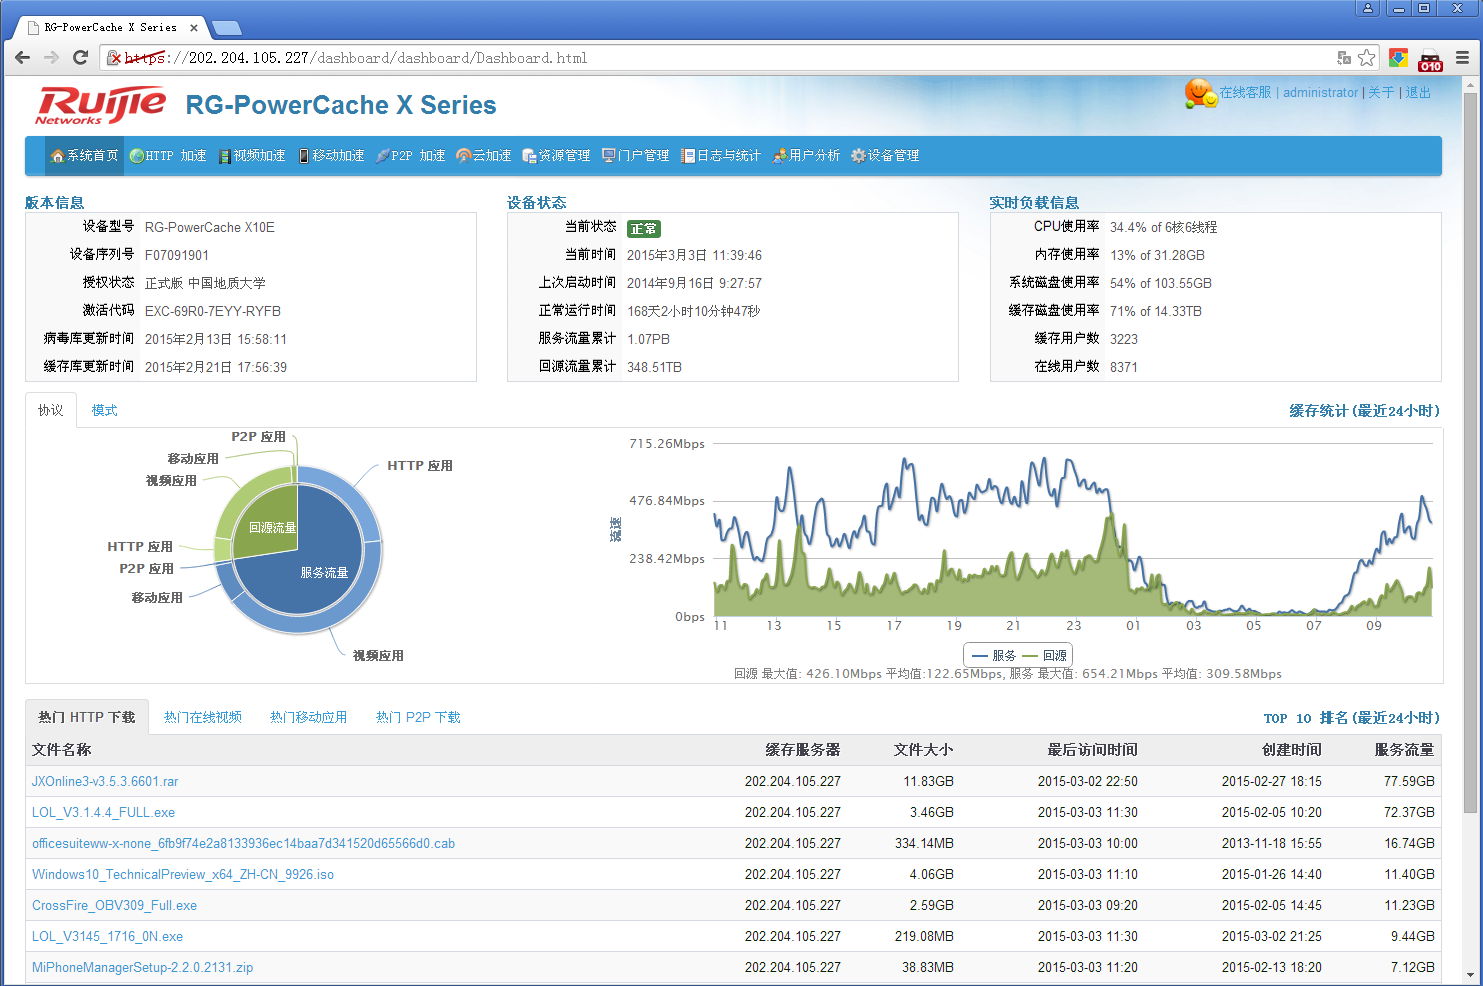 RG-PowerCache X Series
https://202.204.105.227/dashboard/dashboard/Dashboard.html
010
Ruijie Networks RG-PowerCache X Series
在线客服 | administrator | 关于 | 退出
系统首页 HTTP 加速 视频加速 移动加速 P2P 加速 云加速 资源管理 门户管理 日志与统计 用户分析 设备管理
版本信息
设备型号 RG-PowerCache X10E
设备序列号 F07091901
授权状态 正式版 中国地质大学
激活代码 EXC-69R0-7EYY-RYFB
病毒库更新时间 2015年2月13日 15:58:11
缓存库更新时间 2015年2月21日 17:56:39
设备状态
当前状态 正常
当前时间 2015年3月3日 11:39:46
上次启动时间 2014年9月16日 9:27:57
正常运行时间 168天2小时10分钟47秒
服务流量累计 1.07PB
回源流量累计 348.51TB
实时负载信息
CPU使用率 34.4% of 6核6线程
内存使用率 13% of 31.28GB
系统磁盘使用率 54% of 103.55GB
缓存磁盘使用率 71% of 14.33TB
缓存用户数 3223
在线用户数 8371
协议 模式
缓存统计(最近24小时)
P2P 应用
移动应用
视频应用
HTTP 应用
回源流量
服务流量
HTTP 应用
P2P 应用
移动应用
视频应用
流速
715.26Mbps
476.84Mbps
238.42Mbps
0bps
11 13 15 17 19 21 23 01 03 05 07 09
服务 回源
回源 最大值: 426.10Mbps 平均值:122.65Mbps, 服务 最大值: 654.21Mbps 平均值: 309.58Mbps
热门 HTTP 下载 热门在线视频 热门移动应用 热门 P2P 下载
TOP 10 排名(最近24小时)
文件名称 缓存服务器 文件大小 最后访问时间 创建时间 服务流量
JXOnline3-v3.5.3.6601.rar 202.204.105.227 11.83GB 2015-03-02 22:50 2015-02-27 18:15 77.59GB
LOL_V3.1.4.4_FULL.exe 202.204.105.227 3.46GB 2015-03-03 11:30 2015-02-05 10:20 72.37GB
officesuiteww-x-none_6fb9f74e2a8133936ec14baa7d341520d65566d0.cab 202.204.105.227 334.14MB 2015-03-03 10:00 2013-11-18 15:55 16.74GB
Windows10_TechnicalPreview_x64_ZH-CN_9926.iso 202.204.105.227 4.06GB 2015-03-03 11:10 2015-01-26 14:40 11.40GB
CrossFire_OBV309_Full.exe 202.204.105.227 2.59GB 2015-03-03 09:20 2015-02-05 14:45 11.23GB
LOL_V3145_1716_0N.exe 202.204.105.227 219.08MB 2015-03-03 11:30 2015-03-02 21:25 9.44GB
MiPhoneManagerSetup-2.2.0.2131.zip 202.204.105.227 38.83MB 2015-03-03 11:20 2015-02-13 18:20 7.12GB